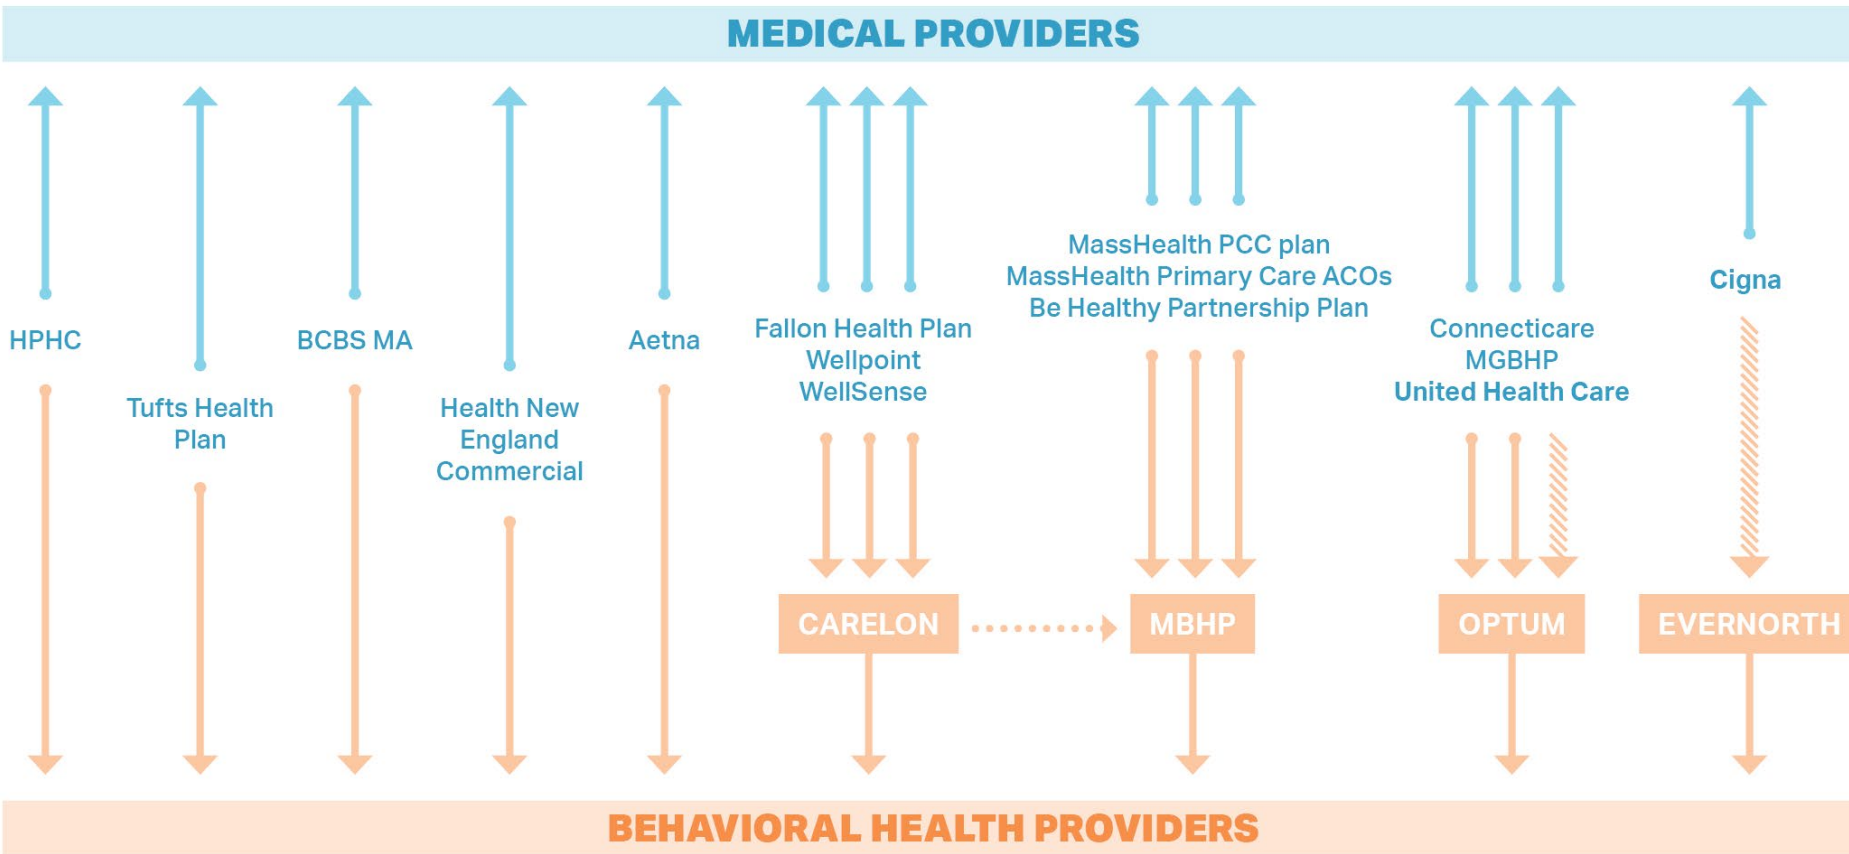 MEDICAL PROVIDERS
HPHC
Tufts Health
Plan
BCBS MA
Health New
England
Commercial
Aetna
Fallon Health Plan
Wellpoint
WellSense
MassHealth PCC plan
MassHealth Primary Care ACOs
Be Healthy Partnership Plan
Connecticare
MGBHP
United Health Care
Cigna
CARELON
MBHP
OPTUM
EVERNORTH
BEHAVIORAL HEALTH PROVIDERS